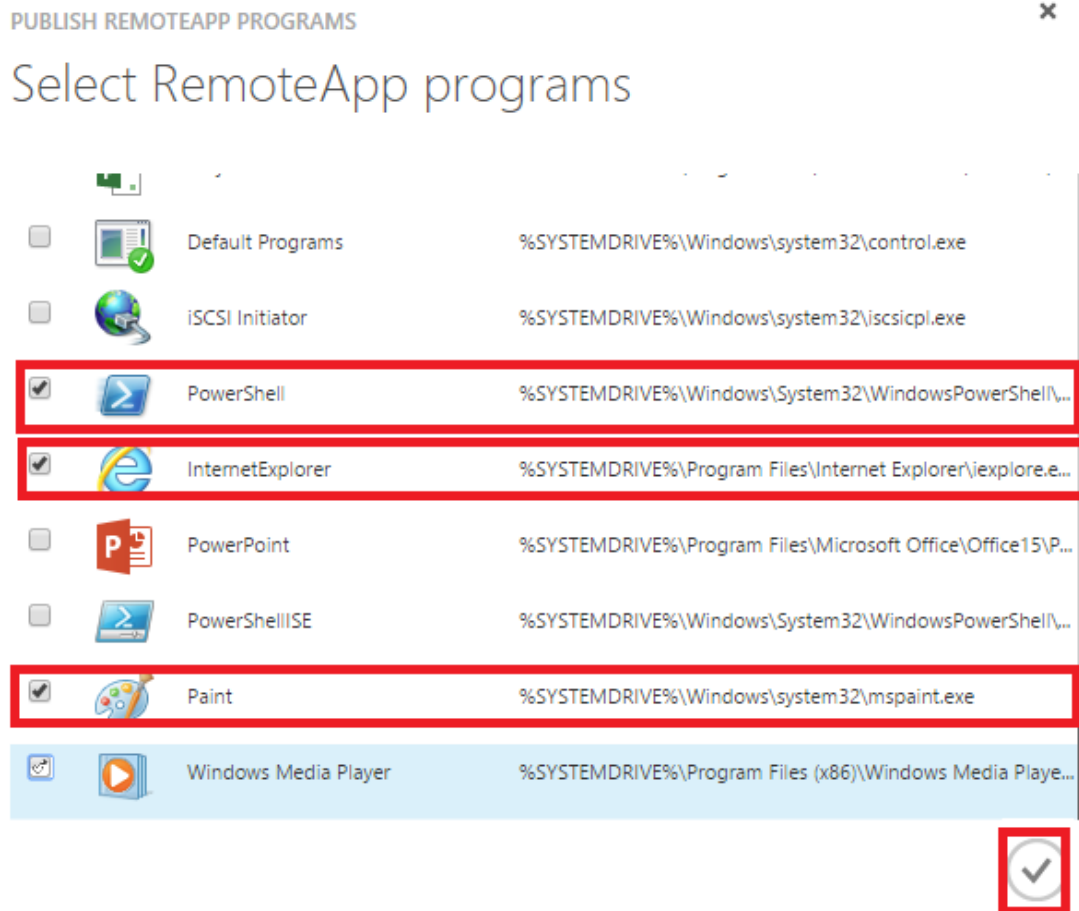 PUBLISH REMOTEAPP PROGRAMS
Select RemoteApp programs
Default Programs %SYSTEMDRIVE%\Windows\system32\control.exe
iSCSI Initiator %SYSTEMDRIVE%\Windows\system32\iscsicpl.exe
PowerShell %SYSTEMDRIVE%\Windows\System32\WindowsPowerShell\,...
InternetExplorer %SYSTEMDRIVE%\Program Files\Internet Explorer\iexplore.e...
PowerPoint %SYSTEMDRIVE%\Program Files\Microsoft Office\Office15\P...
PowerShellISE %SYSTEMDRIVE%\Windows\System32\WindowsPowerShell\,...
Paint %SYSTEMDRIVE%\Windows\system32\mspaint.exe
Windows Media Player %SYSTEMDRIVE%\Program Files (x86)\Windows Media Playe...